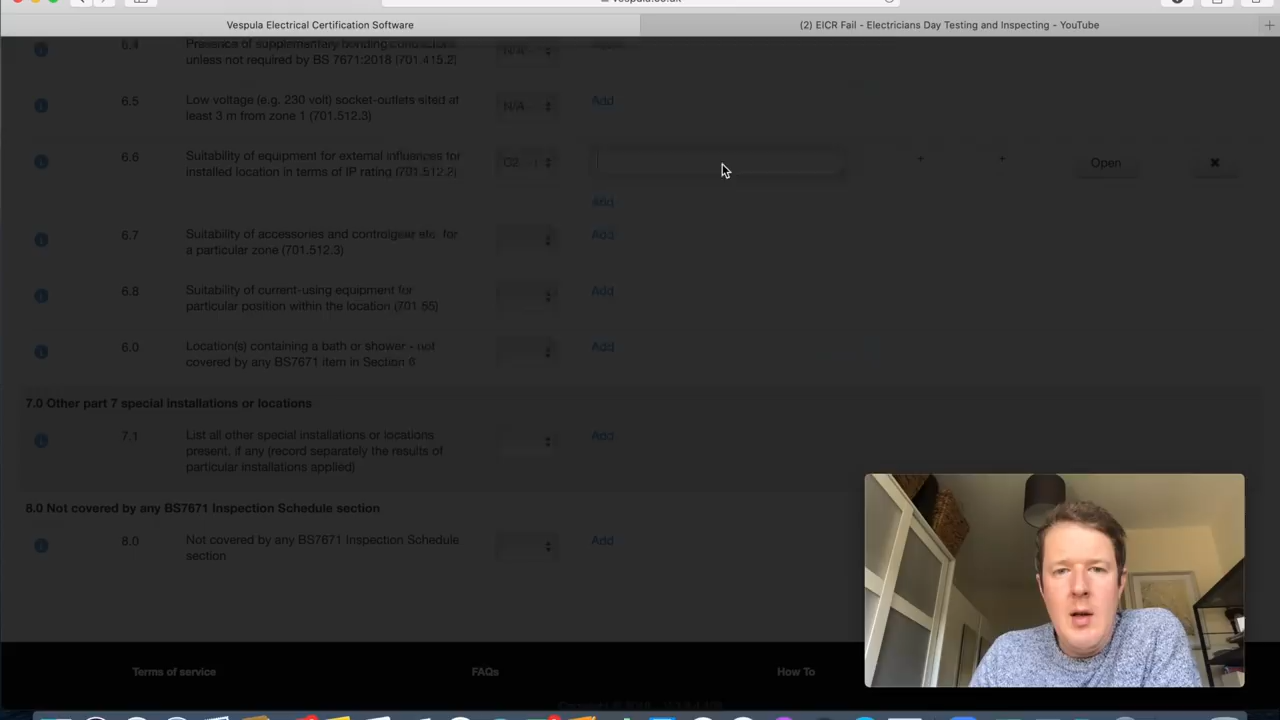 vespula.co.uk
Vespula Electrical Certification Software
(2) EICR Fail - Electricians Day Testing and Inspecting - YouTube
6.4
Presence of supplementary bonding conductors
unless not required by BS 7671:2018 (701.415.2)
N/A
6.5
Low voltage (e.g. 230 volt) socket-outlets sited at
least 3 m from zone 1 (701.512.3)
N/A
Add
6.6
Suitability of equipment for external influences for
installed location in terms of IP rating (701.512.2)
C2
+
+
Open
Add
6.7
Suitability of accessories and controlgear etc. for
a particular zone (701.512.3)
Add
6.8
Suitability of current-using equipment for
particular position within the location (701.55)
Add
6.0
Location(s) containing a bath or shower - not
covered by any BS7671 item in Section 6
Add
7.0 Other part 7 special installations or locations
7.1
List all other special installations or locations
present, if any (record separately the results of
particular installations applied)
Add
8.0 Not covered by any BS7671 Inspection Schedule section
8.0
Not covered by any BS7671 Inspection Schedule
section
Add
Terms of service
FAQs
How To